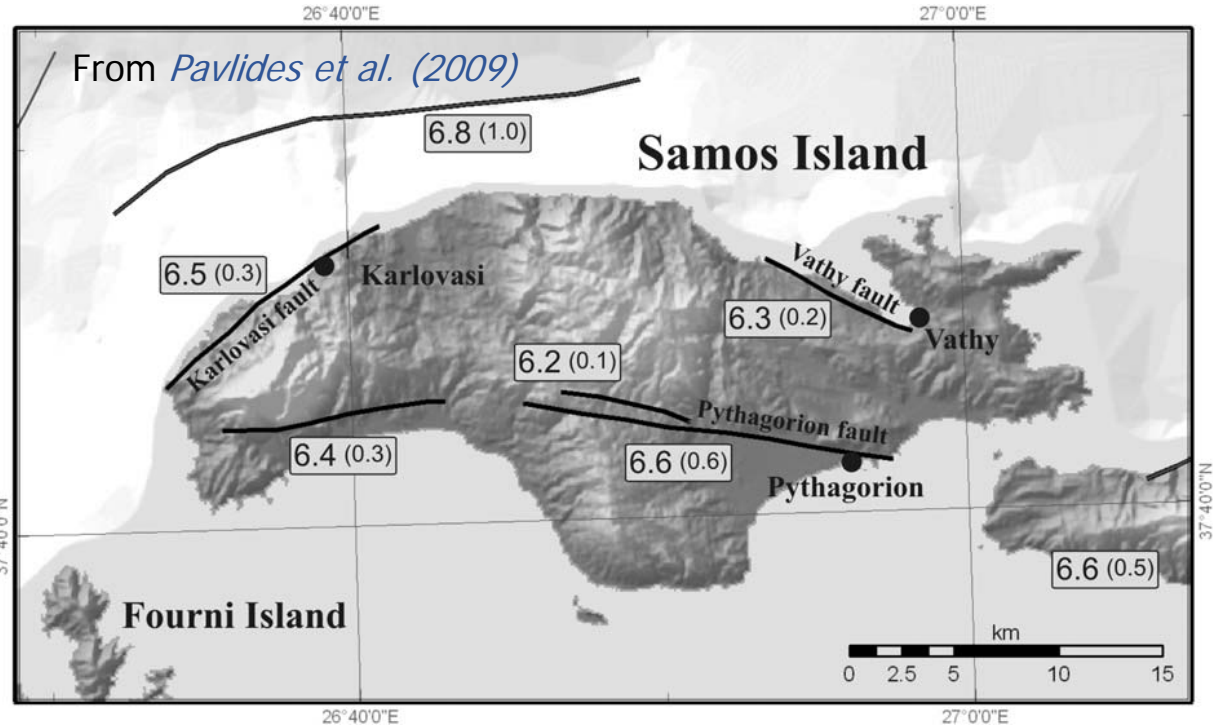 26°40'0"E
27°0'0"E
From Pavlides et al. (2009)
6.8 (1.0)
Samos Island
6.5 (0.3)
Karlovasi
Karlovasi fault
Vathy fault
6.3 (0.2)
Vathy
6.2 (0.1)
Pythagorion fault
6.4 (0.3)
6.6 (0.6)
Pythagorion
37°40'0"N
37°40'0"N
6.6 (0.5)
Fourni Island
km
0 2.5 5 10 15
26°40'0"E
27°0'0"E